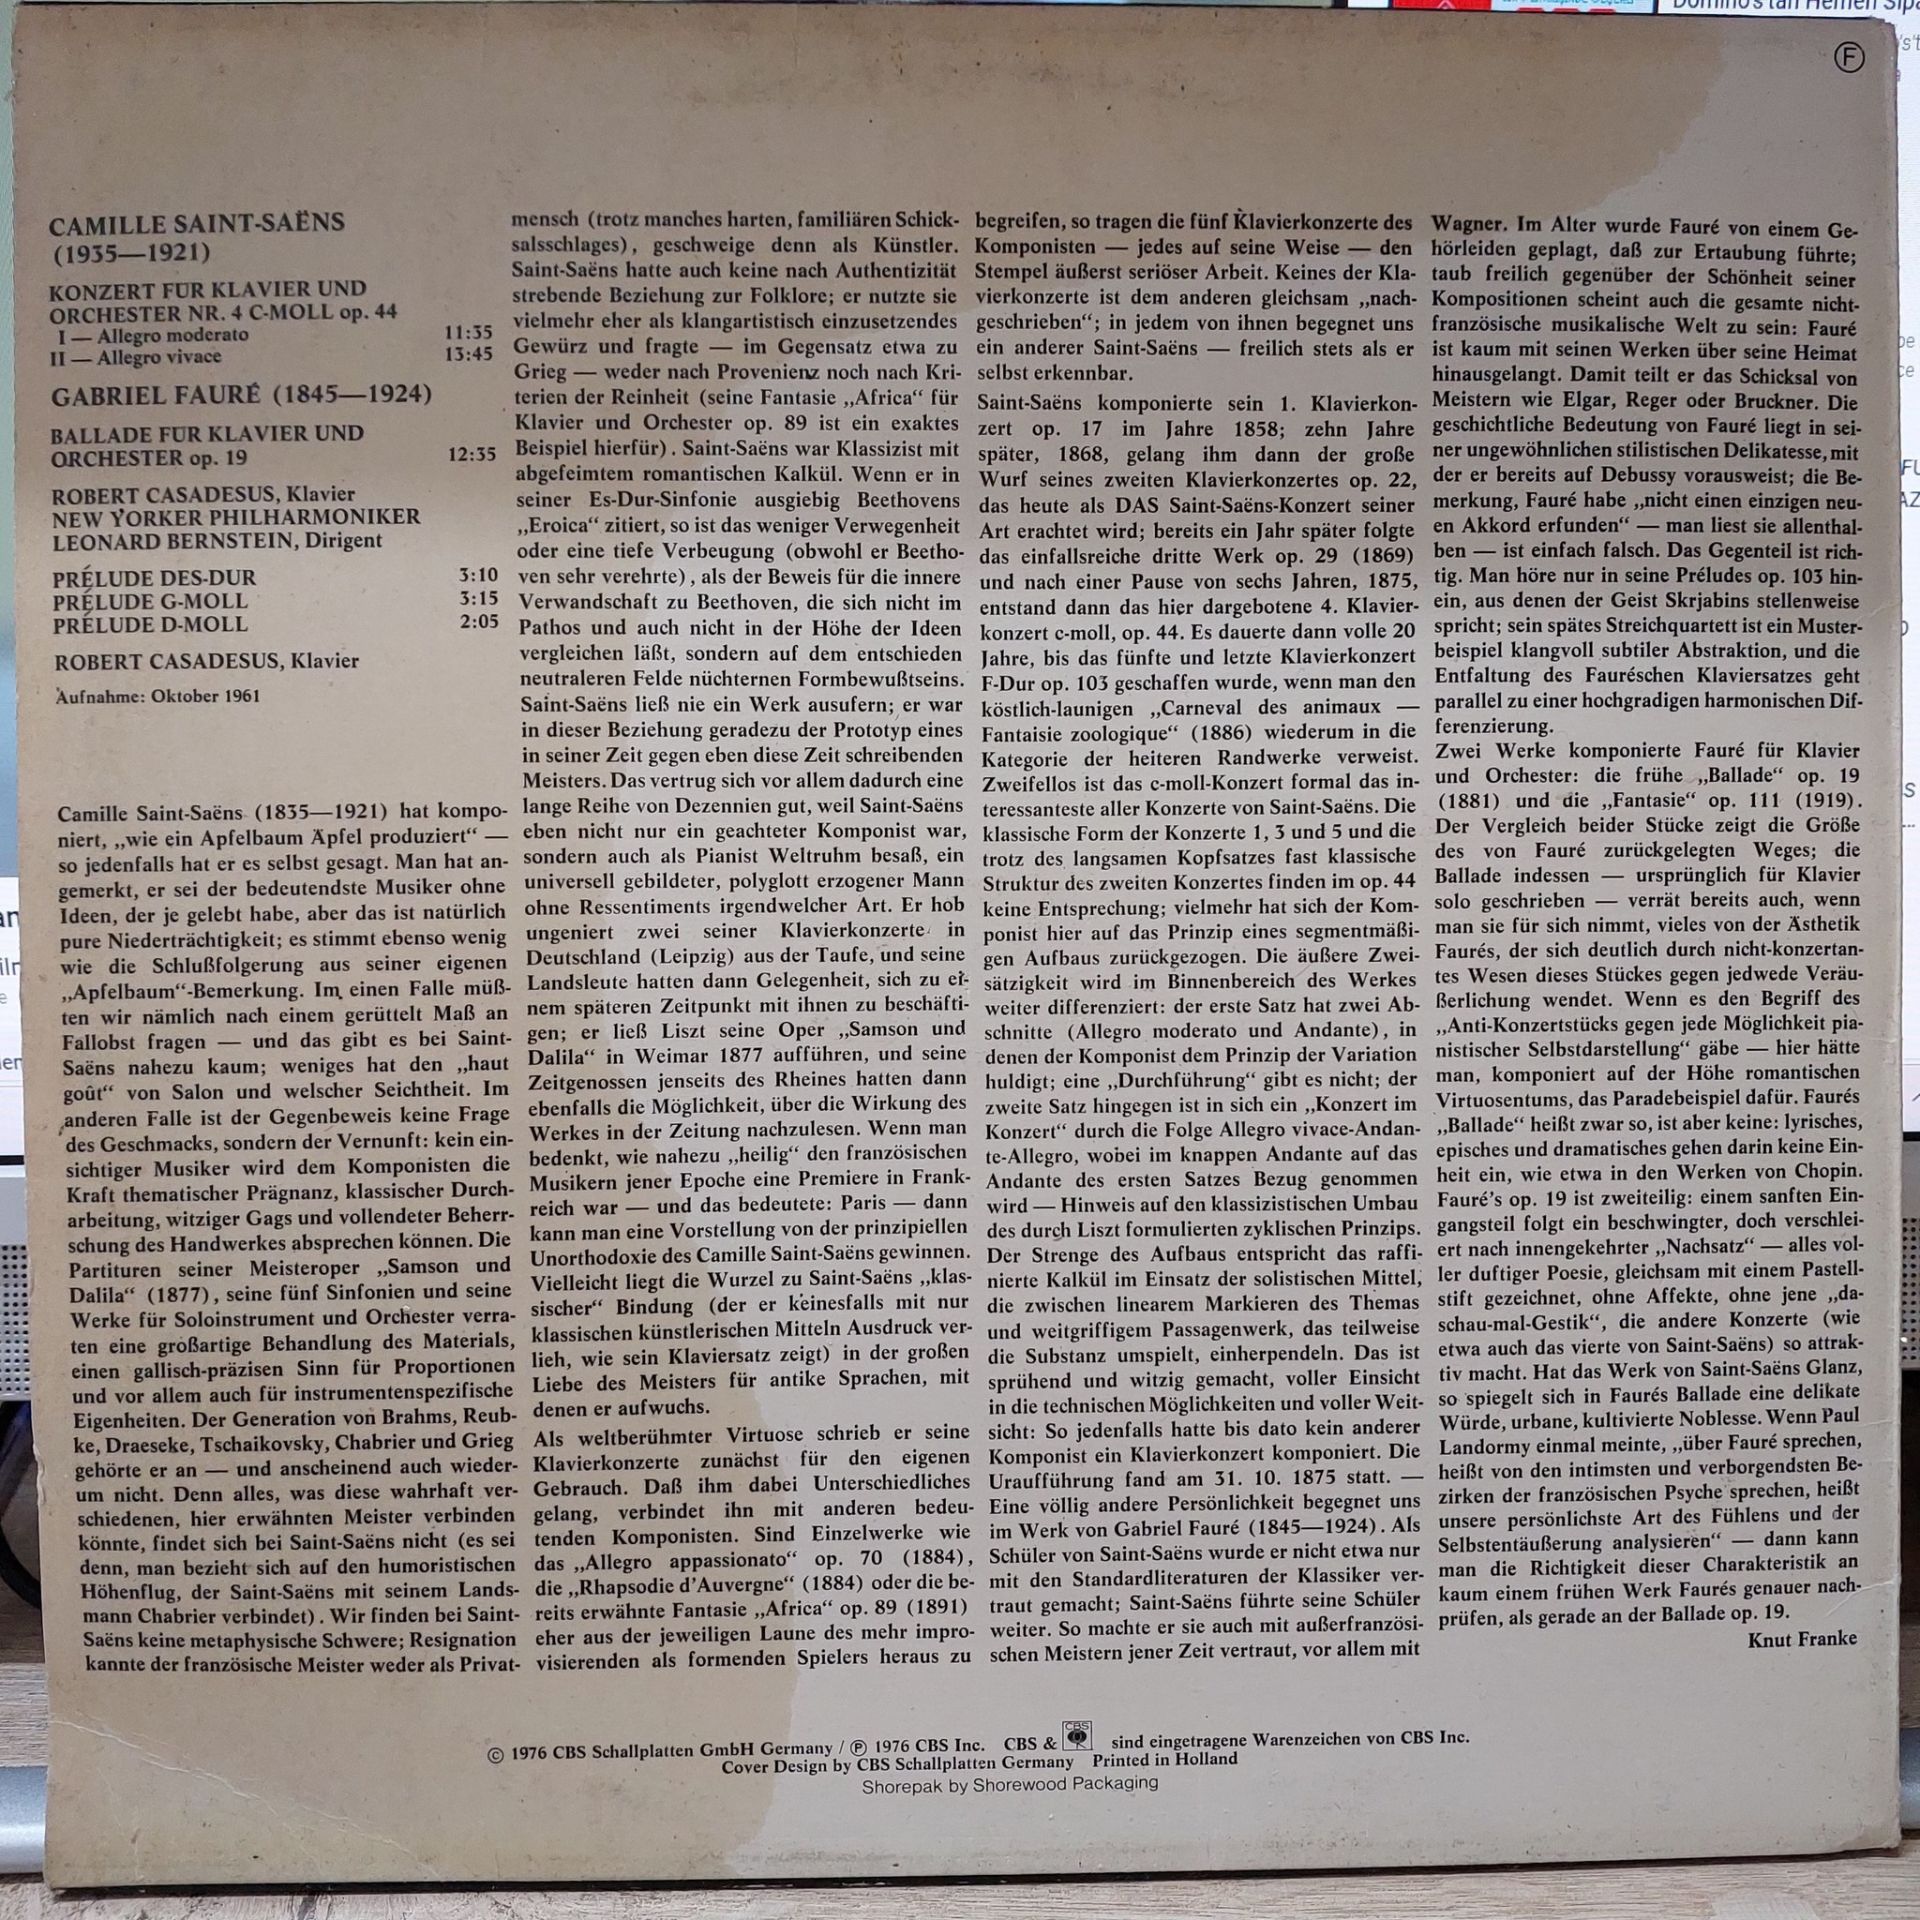 Domino's'tan Hemen Sipa
F
CAMILLE SAINT-SAËNS
(1935—1921)
KONZERT FUR KLAVIER UND
ORCHESTER NR. 4 C-MOLL op. 44
I — Allegro moderato 11:35
II — Allegro vivace 13:45
GABRIEL FAURÉ (1845—1924)
BALLADE FUR KLAVIER UND
ORCHESTER op. 19 12:35
ROBERT CASADESUS, Klavier
NEW YORKER PHILHARMONIKER
LEONARD BERNSTEIN, Dirigent
PRÉLUDE DES-DUR 3:10
PRÉLUDE G-MOLL 3:15
PRÉLUDE D-MOLL 2:05
ROBERT CASADESUS, Klavier
Aufnahme: Oktober 1961
Camille Saint-Saëns (1835—1921) hat kompo-
niert, „wie ein Apfelbaum Äpfel produziert“ —
so jedenfalls hat er es selbst gesagt. Man hat an-
gemerkt, er sei der bedeutendste Musiker ohne
Ideen, der je gelebt habe, aber das ist natürlich
pure Niederträchtigkeit; es stimmt ebenso wenig
wie die Schlußfolgerung aus seiner eigenen
„Apfelbaum“-Bemerkung. Im einen Falle müß-
ten wir nämlich nach einem gerüttelt Maß an
Fallobst fragen — und das gibt es bei Saint-
Saëns nahezu kaum; weniges hat den „haut
goût“ von Salon und welscher Seichtheit. Im
anderen Falle ist der Gegenbeweis keine Frage
des Geschmacks, sondern der Vernunft: kein ein-
sichtiger Musiker wird dem Komponisten die
Kraft thematischer Prägnanz, klassischer Durch-
arbeitung, witziger Gags und vollendeter Beherr-
schung des Handwerkes absprechen können. Die
Partituren seiner Meisteroper „Samson und
Dalila“ (1877), seine fünf Sinfonien und seine
Werke für Soloinstrument und Orchester verra-
ten eine großartige Behandlung des Materials,
einen gallisch-präzisen Sinn für Proportionen
und vor allem auch für instrumentenspezifische
Eigenheiten. Der Generation von Brahms, Reub-
ke, Draeseke, Tschaikovsky, Chabrier und Grieg
gehörte er an — und anscheinend auch wieder-
um nicht. Denn alles, was diese wahrhaft ver-
schiedenen, hier erwähnten Meister verbinden
könnte, findet sich bei Saint-Saëns nicht (es sei
denn, man bezieht sich auf den humoristischen
Höhenflug, der Saint-Saëns mit seinem Lands-
mann Chabrier verbindet). Wir finden bei Saint-
Saëns keine metaphysische Schwere; Resignation
kannte der französische Meister weder als Privat-
mensch (trotz manches harten, familiären Schick-
salsschlages), geschweige denn als Künstler.
Saint-Saëns hatte auch keine nach Authentizität
strebende Beziehung zur Folklore; er nutzte sie
vielmehr eher als klangartistisch einzusetzendes
Gewürz und fragte — im Gegensatz etwa zu
Grieg — weder nach Provenienz noch nach Kri-
terien der Reinheit (seine Fantasie „Africa“ für
Klavier und Orchester op. 89 ist ein exaktes
Beispiel hierfür). Saint-Saëns war Klassizist mit
abgefeimtem romantischen Kalkül. Wenn er in
seiner Es-Dur-Sinfonie ausgiebig Beethovens
„Eroica“ zitiert, so ist das weniger Verwegenheit
oder eine tiefe Verbeugung (obwohl er Beetho-
ven sehr verehrte), als der Beweis für die innere
Verwandschaft zu Beethoven, die sich nicht im
Pathos und auch nicht in der Höhe der Ideen
vergleichen läßt, sondern auf dem entschieden
neutraleren Felde nüchternen Formbewußtseins.
Saint-Saëns ließ nie ein Werk ausufern; er war
in dieser Beziehung geradezu der Prototyp eines
in seiner Zeit gegen eben diese Zeit schreibenden
Meisters. Das vertrug sich vor allem dadurch eine
lange Reihe von Dezennien gut, weil Saint-Saëns
eben nicht nur ein geachteter Komponist war,
sondern auch als Pianist Weltruhm besaß, ein
universell gebildeter, polyglott erzogener Mann
ohne Ressentiments irgendwelcher Art. Er hob
ungeniert zwei seiner Klavierkonzerte in
Deutschland (Leipzig) aus der Taufe, und seine
Landsleute hatten dann Gelegenheit, sich zu ei-
nem späteren Zeitpunkt mit ihnen zu beschäfti-
gen; er ließ Liszt seine Oper „Samson und
Dalila“ in Weimar 1877 aufführen, und seine
Zeitgenossen jenseits des Rheines hatten dann
ebenfalls die Möglichkeit, über die Wirkung des
Werkes in der Zeitung nachzulesen. Wenn man
bedenkt, wie nahezu „heilig“ den französischen
Musikern jener Epoche eine Premiere in Frank-
reich war — und das bedeutete: Paris — dann
kann man eine Vorstellung von der prinzipiellen
Unorthodoxie des Camille Saint-Saëns gewinnen.
Vielleicht liegt die Wurzel zu Saint-Saëns „klas-
sischer“ Bindung (der er keinesfalls mit nur
klassischen künstlerischen Mitteln Ausdruck ver-
lieh, wie sein Klaviersatz zeigt) in der großen
Liebe des Meisters für antike Sprachen, mit
denen er aufwuchs.
Als weltberühmter Virtuose schrieb er seine
Klavierkonzerte zunächst für den eigenen
Gebrauch. Daß ihm dabei Unterschiedliches
gelang, verbindet ihn mit anderen bedeu-
tenden Komponisten. Sind Einzelwerke wie
das „Allegro appassionato“ op. 70 (1884),
die „Rhapsodie d'Auvergne“ (1884) oder die be-
reits erwähnte Fantasie „Africa“ op. 89 (1891)
eher aus der jeweiligen Laune des mehr impro-
visierenden als formenden Spielers heraus zu
begreifen, so tragen die fünf Klavierkonzerte des
Komponisten — jedes auf seine Weise — den
Stempel äußerst seriöser Arbeit. Keines der Kla-
vierkonzerte ist dem anderen gleichsam „nach-
geschrieben“; in jedem von ihnen begegnet uns
ein anderer Saint-Saëns — freilich stets als er
selbst erkennbar.
Saint-Saëns komponierte sein 1. Klavierkon-
zert op. 17 im Jahre 1858; zehn Jahre
später, 1868, gelang ihm dann der große
Wurf seines zweiten Klavierkonzertes op. 22,
das heute als DAS Saint-Saëns-Konzert seiner
Art erachtet wird; bereits ein Jahr später folgte
das einfallsreiche dritte Werk op. 29 (1869)
und nach einer Pause von sechs Jahren, 1875,
entstand dann das hier dargebotene 4. Klavier-
konzert c-moll, op. 44. Es dauerte dann volle 20
Jahre, bis das fünfte und letzte Klavierkonzert
F-Dur op. 103 geschaffen wurde, wenn man den
köstlich-launigen „Carneval des animaux —
Fantaisie zoologique“ (1886) wiederum in die
Kategorie der heiteren Randwerke verweist.
Zweifellos ist das c-moll-Konzert formal das in-
teressanteste aller Konzerte von Saint-Saëns. Die
klassische Form der Konzerte 1, 3 und 5 und die
trotz des langsamen Kopfsatzes fast klassische
Struktur des zweiten Konzertes finden im op. 44
keine Entsprechung; vielmehr hat sich der Kom-
ponist hier auf das Prinzip eines segmentmäßi-
gen Aufbaus zurückgezogen. Die äußere Zwei-
sätzigkeit wird im Binnenbereich des Werkes
weiter differenziert: der erste Satz hat zwei Ab-
schnitte (Allegro moderato und Andante), in
denen der Komponist dem Prinzip der Variation
huldigt; eine „Durchführung“ gibt es nicht; der
zweite Satz hingegen ist in sich ein „Konzert im
Konzert“ durch die Folge Allegro vivace-Andan-
te-Allegro, wobei im knappen Andante auf das
Andante des ersten Satzes Bezug genommen
wird — Hinweis auf den klassizistischen Umbau
des durch Liszt formulierten zyklischen Prinzips.
Der Strenge des Aufbaus entspricht das raffi-
nierte Kalkül im Einsatz der solistischen Mittel,
die zwischen linearem Markieren des Themas
und weitgriffigem Passagenwerk, das teilweise
die Substanz umspielt, einherpendeln. Das ist
sprühend und witzig gemacht, voller Einsicht
in die technischen Möglichkeiten und voller Weit-
sicht: So jedenfalls hatte bis dato kein anderer
Komponist ein Klavierkonzert komponiert. Die
Uraufführung fand am 31. 10. 1875 statt. —
Eine völlig andere Persönlichkeit begegnet uns
im Werk von Gabriel Fauré (1845—1924). Als
Schüler von Saint-Saëns wurde er nicht etwa nur
mit den Standardliteraturen der Klassiker ver-
traut gemacht; Saint-Saëns führte seine Schüler
weiter. So machte er sie auch mit außerfranzösi-
schen Meistern jener Zeit vertraut, vor allem mit
Wagner. Im Alter wurde Fauré von einem Ge-
hörleiden geplagt, daß zur Ertaubung führte;
taub freilich gegenüber der Schönheit seiner
Kompositionen scheint auch die gesamte nicht-
französische musikalische Welt zu sein: Fauré
ist kaum mit seinen Werken über seine Heimat
hinausgelangt. Damit teilt er das Schicksal von
Meistern wie Elgar, Reger oder Bruckner. Die
geschichtliche Bedeutung von Fauré liegt in sei-
ner ungewöhnlichen stilistischen Delikatesse, mit
der er bereits auf Debussy vorausweist; die Be-
merkung, Fauré habe „nicht einen einzigen neu-
en Akkord erfunden“ — man liest sie allenthal-
ben — ist einfach falsch. Das Gegenteil ist rich-
tig. Man höre nur in seine Préludes op. 103 hin-
ein, aus denen der Geist Skrjabins stellenweise
spricht; sein spätes Streichquartett ist ein Muster-
beispiel klangvoll subtiler Abstraktion, und die
Entfaltung des Fauréschen Klaviersatzes geht
parallel zu einer hochgradigen harmonischen Dif-
ferenzierung.
Zwei Werke komponierte Fauré für Klavier
und Orchester: die frühe „Ballade“ op. 19
(1881) und die „Fantasie“ op. 111 (1919).
Der Vergleich beider Stücke zeigt die Größe
des von Fauré zurückgelegten Weges; die
Ballade indessen — ursprünglich für Klavier
solo geschrieben — verrät bereits auch, wenn
man sie für sich nimmt, vieles von der Ästhetik
Faurés, der sich deutlich durch nicht-konzertan-
tes Wesen dieses Stückes gegen jedwede Veräu-
ßerlichung wendet. Wenn es den Begriff des
„Anti-Konzertstücks gegen jede Möglichkeit pia-
nistischer Selbstdarstellung“ gäbe — hier hätte
man, komponiert auf der Höhe romantischen
Virtuosentums, das Paradebeispiel dafür. Faurés
„Ballade“ heißt zwar so, ist aber keine: lyrisches,
episches und dramatisches gehen darin keine Ein-
heit ein, wie etwa in den Werken von Chopin.
Fauré's op. 19 ist zweiteilig: einem sanften Ein-
gangsteil folgt ein beschwingter, doch verschlei-
ert nach innengekehrter „Nachsatz“ — alles vol-
ler duftiger Poesie, gleichsam mit einem Pastell-
stift gezeichnet, ohne Affekte, ohne jene „da-
schau-mal-Gestik“, die andere Konzerte (wie
etwa auch das vierte von Saint-Saëns) so attrak-
tiv macht. Hat das Werk von Saint-Saëns Glanz,
so spiegelt sich in Faurés Ballade eine delikate
Würde, urbane, kultivierte Noblesse. Wenn Paul
Landormy einmal meinte, „über Fauré sprechen,
heißt von den intimsten und verborgendsten Be-
zirken der französischen Psyche sprechen, heißt
unsere persönlichste Art des Fühlens und der
Selbstentäußerung analysieren“ — dann kann
man die Richtigkeit dieser Charakteristik an
kaum einem frühen Werk Faurés genauer nach-
prüfen, als gerade an der Ballade op. 19.
Knut Franke
© 1976 CBS Schallplatten GmbH Germany / Ⓟ 1976 CBS Inc. CBS & CBS sind eingetragene Warenzeichen von CBS Inc.
Cover Design by CBS Schallplatten Germany Printed in Holland
Shorepak by Shorewood Packaging